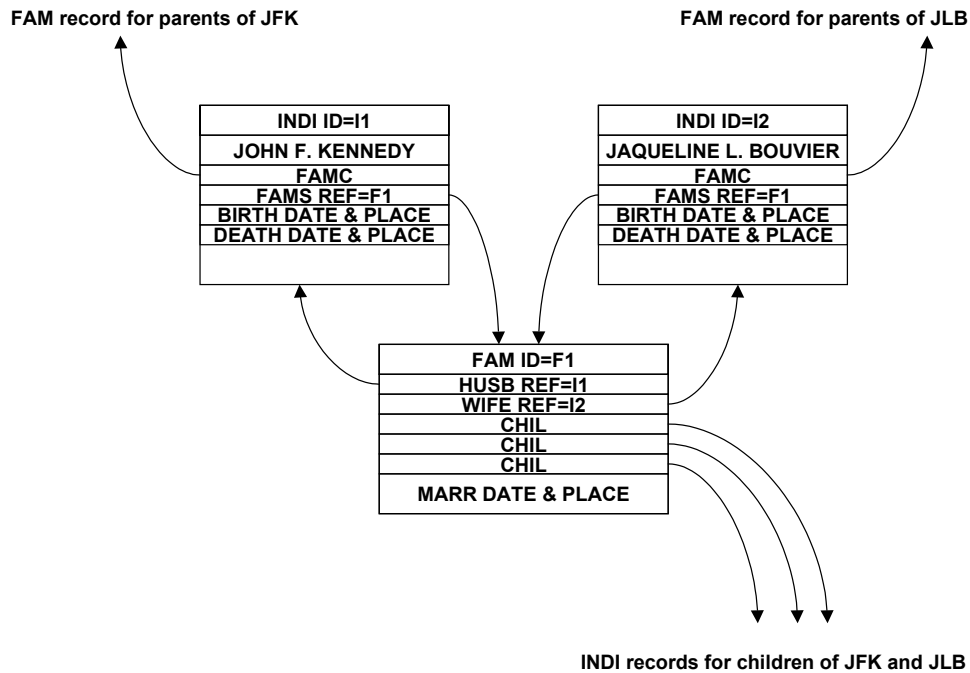 FAM record for parents of JFK
FAM record for parents of JLB
INDI ID=I1
JOHN F. KENNEDY
FAMC
FAMS REF=F1
BIRTH DATE & PLACE
DEATH DATE & PLACE
INDI ID=I2
JAQUELINE L. BOUVIER
FAMC
FAMS REF=F1
BIRTH DATE & PLACE
DEATH DATE & PLACE
FAM ID=F1
HUSB REF=I1
WIFE REF=I2
CHIL
CHIL
CHIL
MARR DATE & PLACE
INDI records for children of JFK and JLB